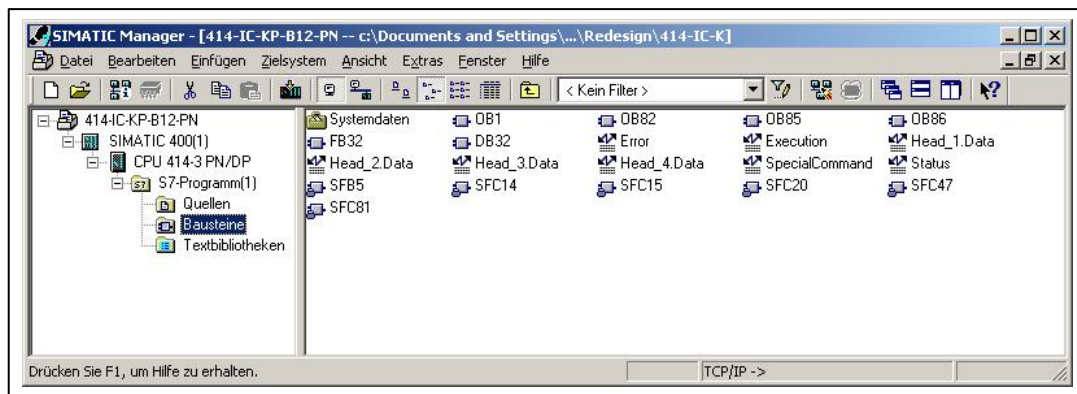 SIMATIC Manager - [414-IC-KP-B12-PN -- c:\Documents and Settings\...\Redesign\414-IC-K]
Datei Bearbeiten Einfügen Zielsystem Ansicht Extras Fenster Hilfe
< Kein Filter >
414-IC-KP-B12-PN
SIMATIC 400(1)
CPU 414-3 PN/DP
S7-Programm(1)
Quellen
Bausteine
Textbibliotheken
Systemdaten OB1 OB82 OB85 OB86
FB32 DB32 Error Execution Head_1.Data
Head_2.Data Head_3.Data Head_4.Data SpecialCommand Status
SFB5 SFC14 SFC15 SFC20 SFC47
SFC81
Drücken Sie F1, um Hilfe zu erhalten. TCP/IP ->